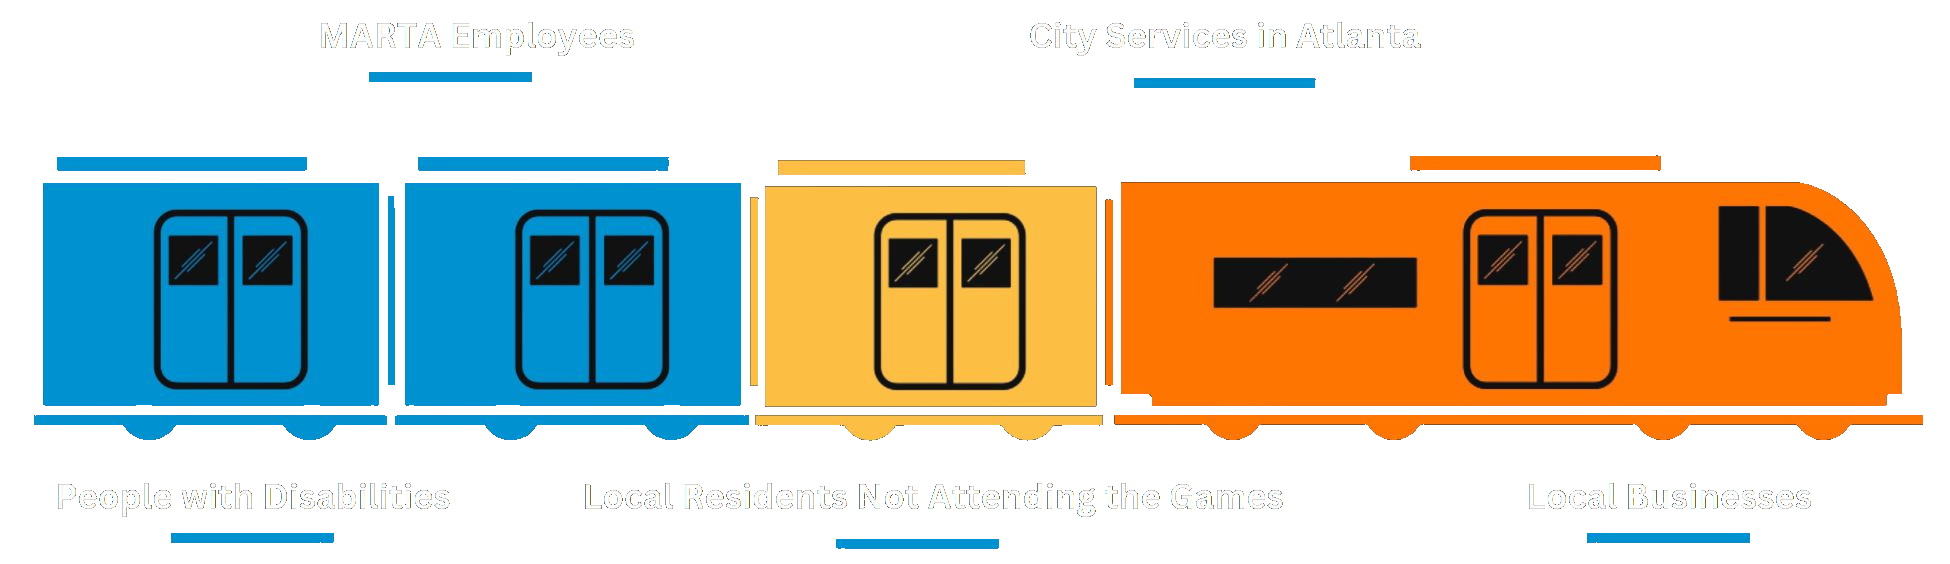 MARTA Employees
City Services in Atlanta
People with Disabilities
Local Residents Not Attending the Games
Local Businesses